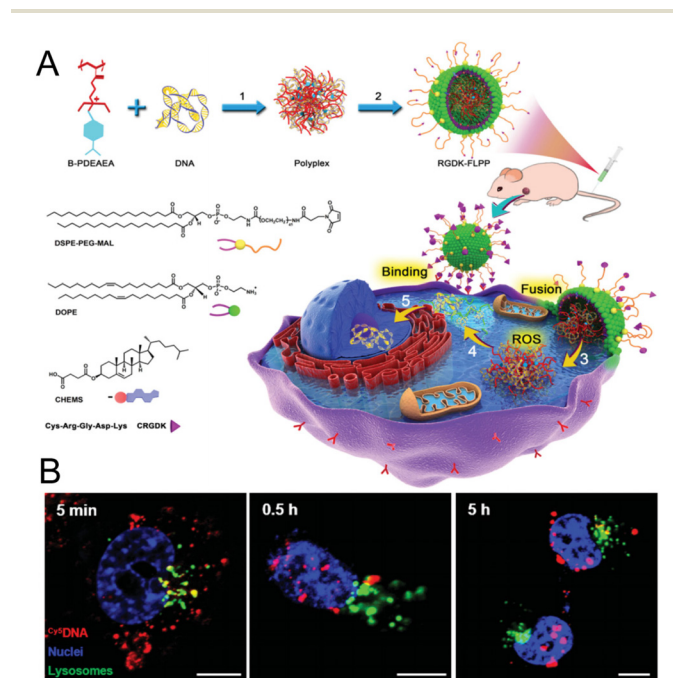 A
B-PDEAEA
DNA
1
Polyplex
2
RGDK-FLPP
DSPE-PEG-MAL
DOPE
CHEMS
Cys-Arg-Gly-Asp-Lys CRGDK
Binding
Fusion
ROS
5
4
3
B
5 min
0.5 h
5 h
Cy5DNA
Nuclei
Lysosomes